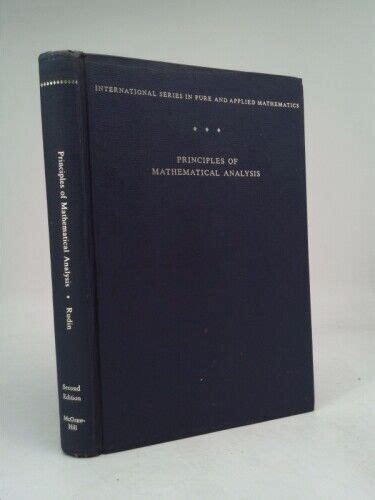 INTERNATIONAL SERIES IN PURE AND APPLIED MATHEMATICS
PRINCIPLES OF
MATHEMATICAL ANALYSIS
Principles of Mathematical Analysis • Rudin
Second
Edition
McGraw-
Hill